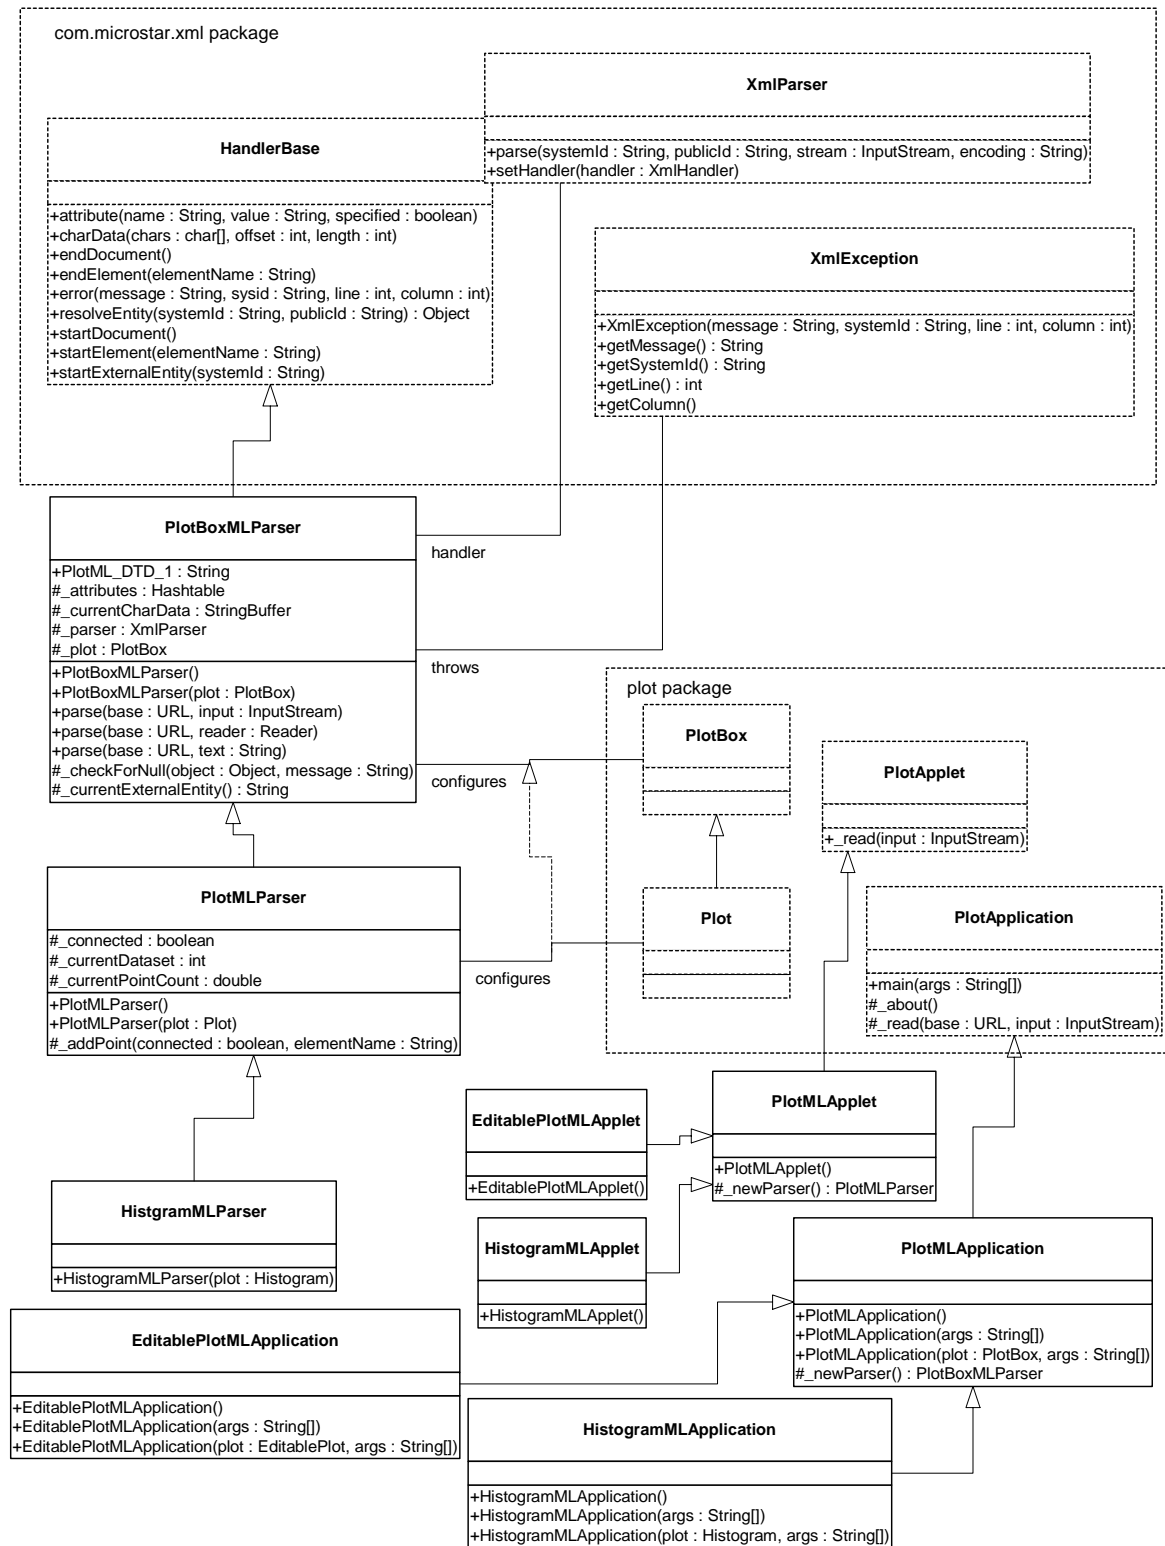 com.microstar.xml package
XmlParser
+parse(systemId : String, publicId : String, stream : InputStream, encoding : String)
+setHandler(handler : XmlHandler)
HandlerBase
+attribute(name : String, value : String, specified : boolean)
+charData(chars : char[], offset : int, length : int)
+endDocument()
+endElement(elementName : String)
+error(message : String, sysid : String, line : int, column : int)
+resolveEntity(systemId : String, publicId : String) : Object
+startDocument()
+startElement(elementName : String)
+startExternalEntity(systemId : String)
XmlException
+XmlException(message : String, systemId : String, line : int, column : int)
+getMessage() : String
+getSystemId() : String
+getLine() : int
+getColumn()
PlotBoxMLParser
+PlotML_DTD_1 : String
#_attributes : Hashtable
#_currentCharData : StringBuffer
#_parser : XmlParser
#_plot : PlotBox
+PlotBoxMLParser()
+PlotBoxMLParser(plot : PlotBox)
+parse(base : URL, input : InputStream)
+parse(base : URL, reader : Reader)
+parse(base : URL, text : String)
#_checkForNull(object : Object, message : String)
#_currentExternalEntity() : String
handler
throws
configures
plot package
PlotBox
PlotApplet
+_read(input : InputStream)
Plot
PlotApplication
+main(args : String[])
#_about()
#_read(base : URL, input : InputStream)
PlotMLParser
#_connected : boolean
#_currentDataset : int
#_currentPointCount : double
+PlotMLParser()
+PlotMLParser(plot : Plot)
#_addPoint(connected : boolean, elementName : String)
configures
EditablePlotMLApplet
+EditablePlotMLApplet()
PlotMLApplet
+PlotMLApplet()
#_newParser() : PlotMLParser
HistgramMLParser
+HistogramMLParser(plot : Histogram)
HistogramMLApplet
+HistogramMLApplet()
PlotMLApplication
+PlotMLApplication()
+PlotMLApplication(args : String[])
+PlotMLApplication(plot : PlotBox, args : String[])
#_newParser() : PlotBoxMLParser
EditablePlotMLApplication
+EditablePlotMLApplication()
+EditablePlotMLApplication(args : String[])
+EditablePlotMLApplication(plot : EditablePlot, args : String[])
HistogramMLApplication
+HistogramMLApplication()
+HistogramMLApplication(args : String[])
+HistogramMLApplication(plot : Histogram, args : String[])